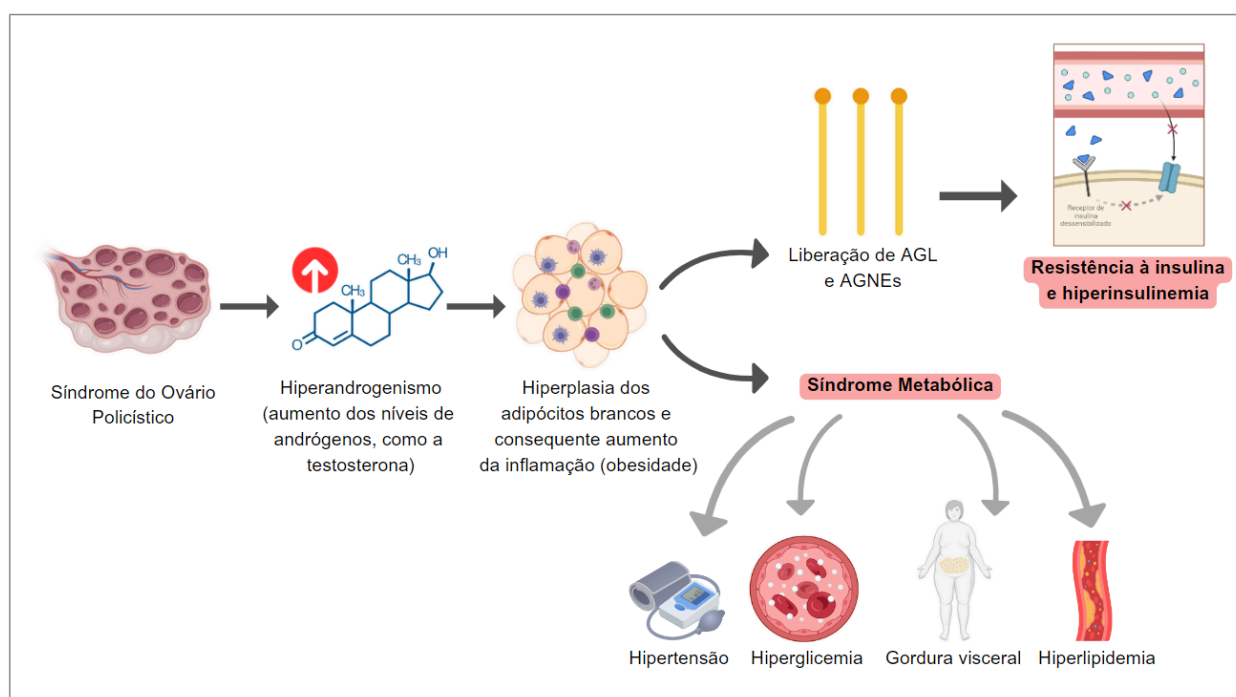 Síndrome do Ovário
Policístico
OH
CH₃
CH₃
O
Hiperandrogenismo
(aumento dos níveis de
andrógenos, como a
testosterona)
Hiperplasia dos
adipócitos brancos e
consequente aumento
da inflamação (obesidade)
Liberação de AGL
e AGNEs
Receptor de
insulina
dessensibilizado
Resistência à insulina
e hiperinsulinemia
Síndrome Metabólica
Hipertensão
Hiperglicemia
Gordura visceral
Hiperlipidemia